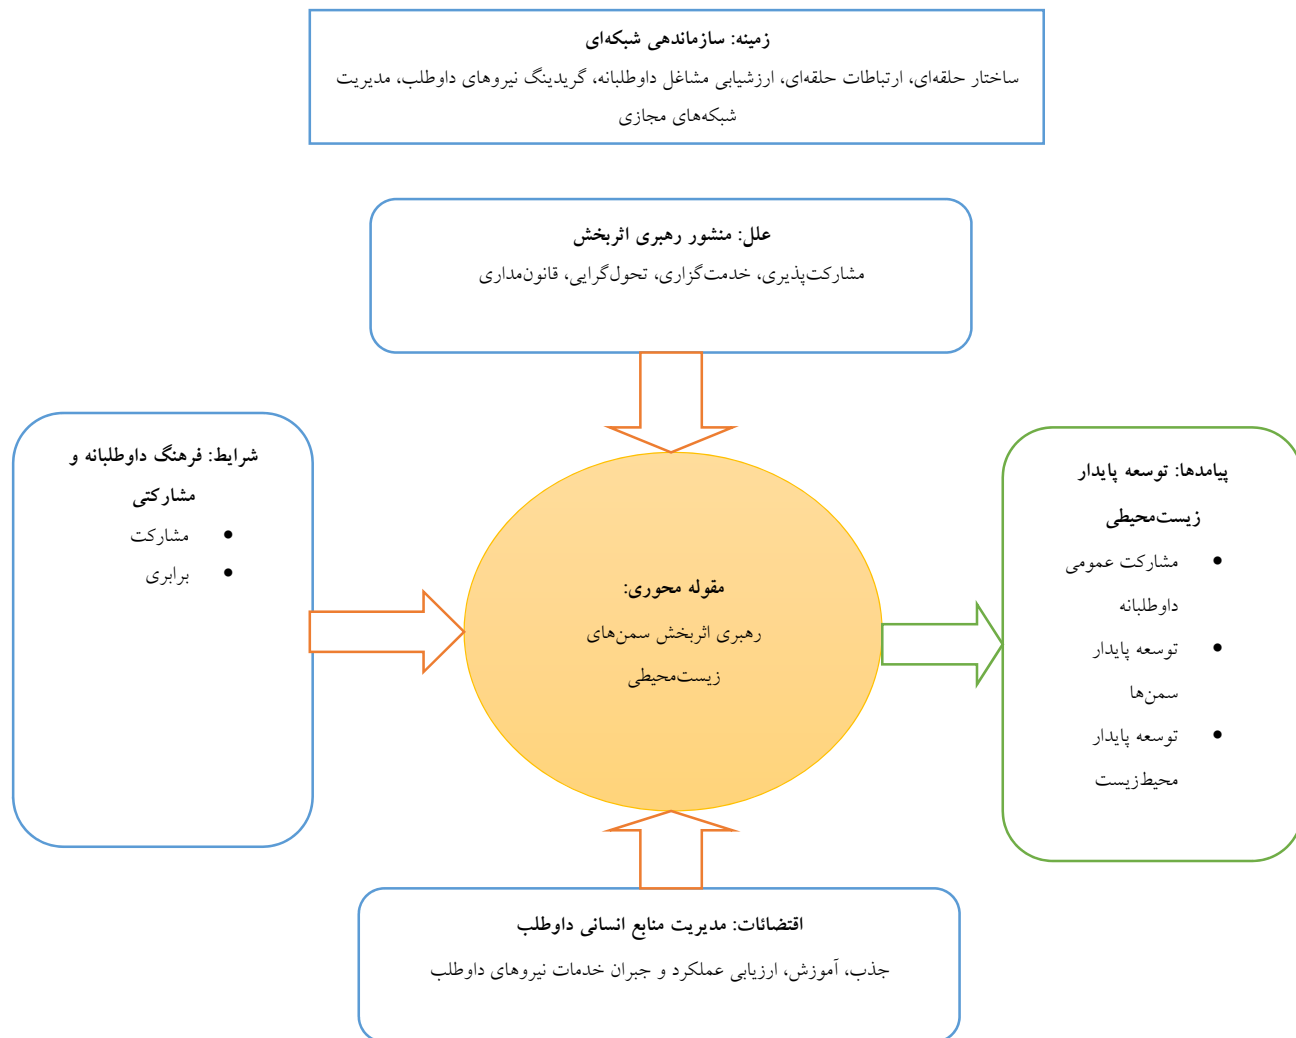 زمینه: سازماندهی شبکه‌ای
ساختار حلقه‌ای، ارتباطات حلقه‌ای، ارزشیابی مشاغل داوطلبانه، گریدینگ نیروهای داوطلب، مدیریت
شبکه‌های مجازی
علل: منشور رهبری اثربخش
مشارکت‌پذیری، خدمت‌گزاری، تحول‌گرایی، قانون‌مداری
شرایط: فرهنگ داوطلبانه و
مشارکتی
• مشارکت
• برابری
مقوله محوری:
رهبری اثربخش سمن‌های
زیست‌محیطی
پیامدها: توسعه پایدار
زیست‌محیطی
• مشارکت عمومی
داوطلبانه
• توسعه پایدار
سمن‌ها
• توسعه پایدار
محیط‌زیست
اقتضائات: مدیریت منابع انسانی داوطلب
جذب، آموزش، ارزیابی عملکرد و جبران خدمات نیروهای داوطلب